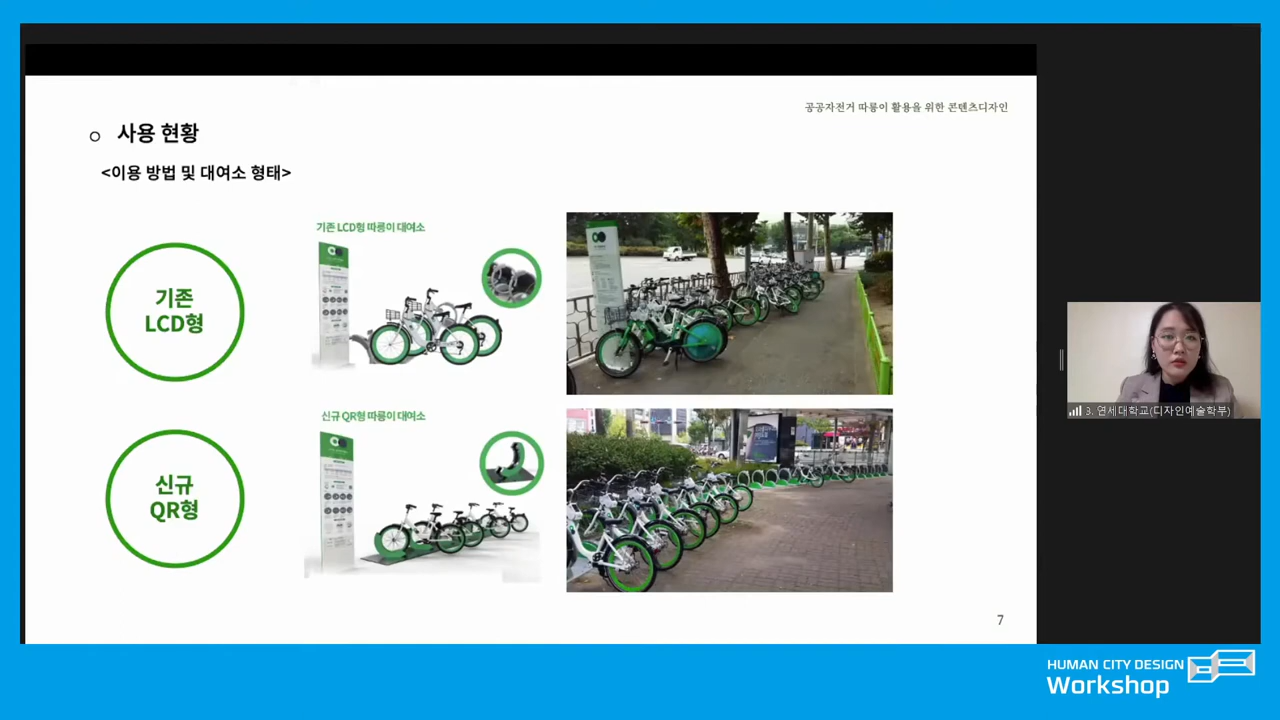 공공자전거 따릉이 활용을 위한 콘텐츠디자인
사용 현황
<이용 방법 및 대여소 형태>
기존
LCD형
기존 LCD형 따릉이 대여소
신규
QR형
신규 QR형 따릉이 대여소
7
3. 연세대학교(디자인예술학부)
HUMAN CITY DESIGN
Workshop